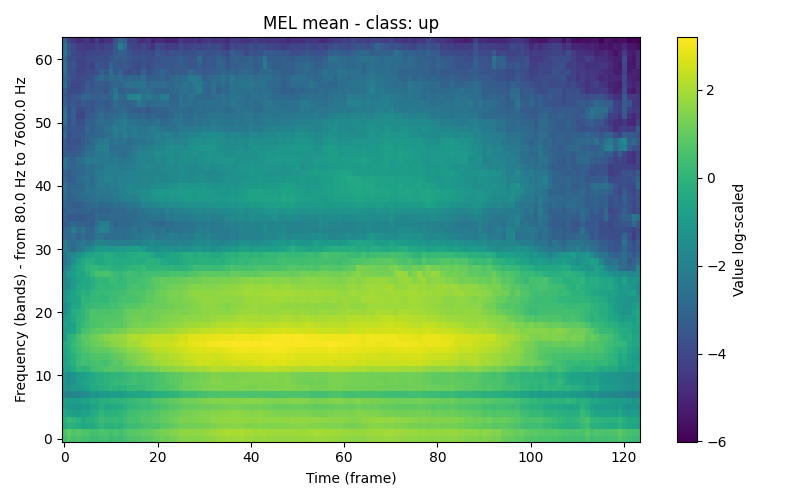 MEL mean - class: up
Frequency (bands) - from 80.0 Hz to 7600.0 Hz
60
50
40
30
20
10
0
0 20 40 60 80 100 120
Time (frame)
2
0
−2
−4
−6
Value log-scaled